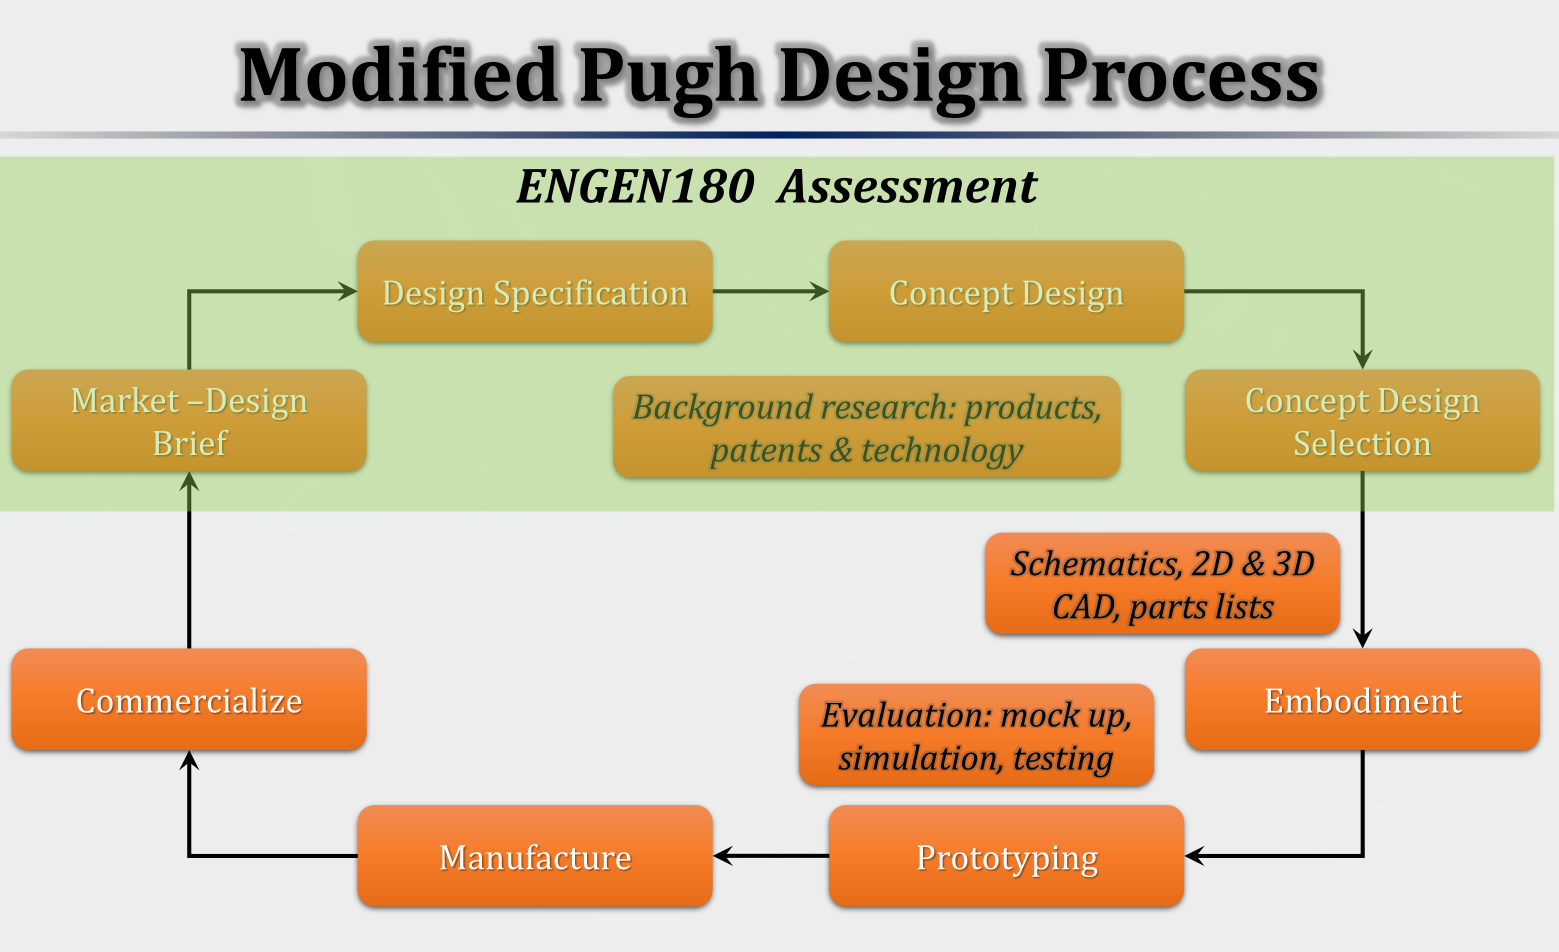 Modified Pugh Design Process
ENGEN180  Assessment
Design Specification
Concept Design
Market –Design
Brief
Background research: products,
patents & technology
Concept Design
Selection
Schematics, 2D & 3D
CAD, parts lists
Commercialize
Embodiment
Evaluation: mock up,
simulation, testing
Manufacture
Prototyping